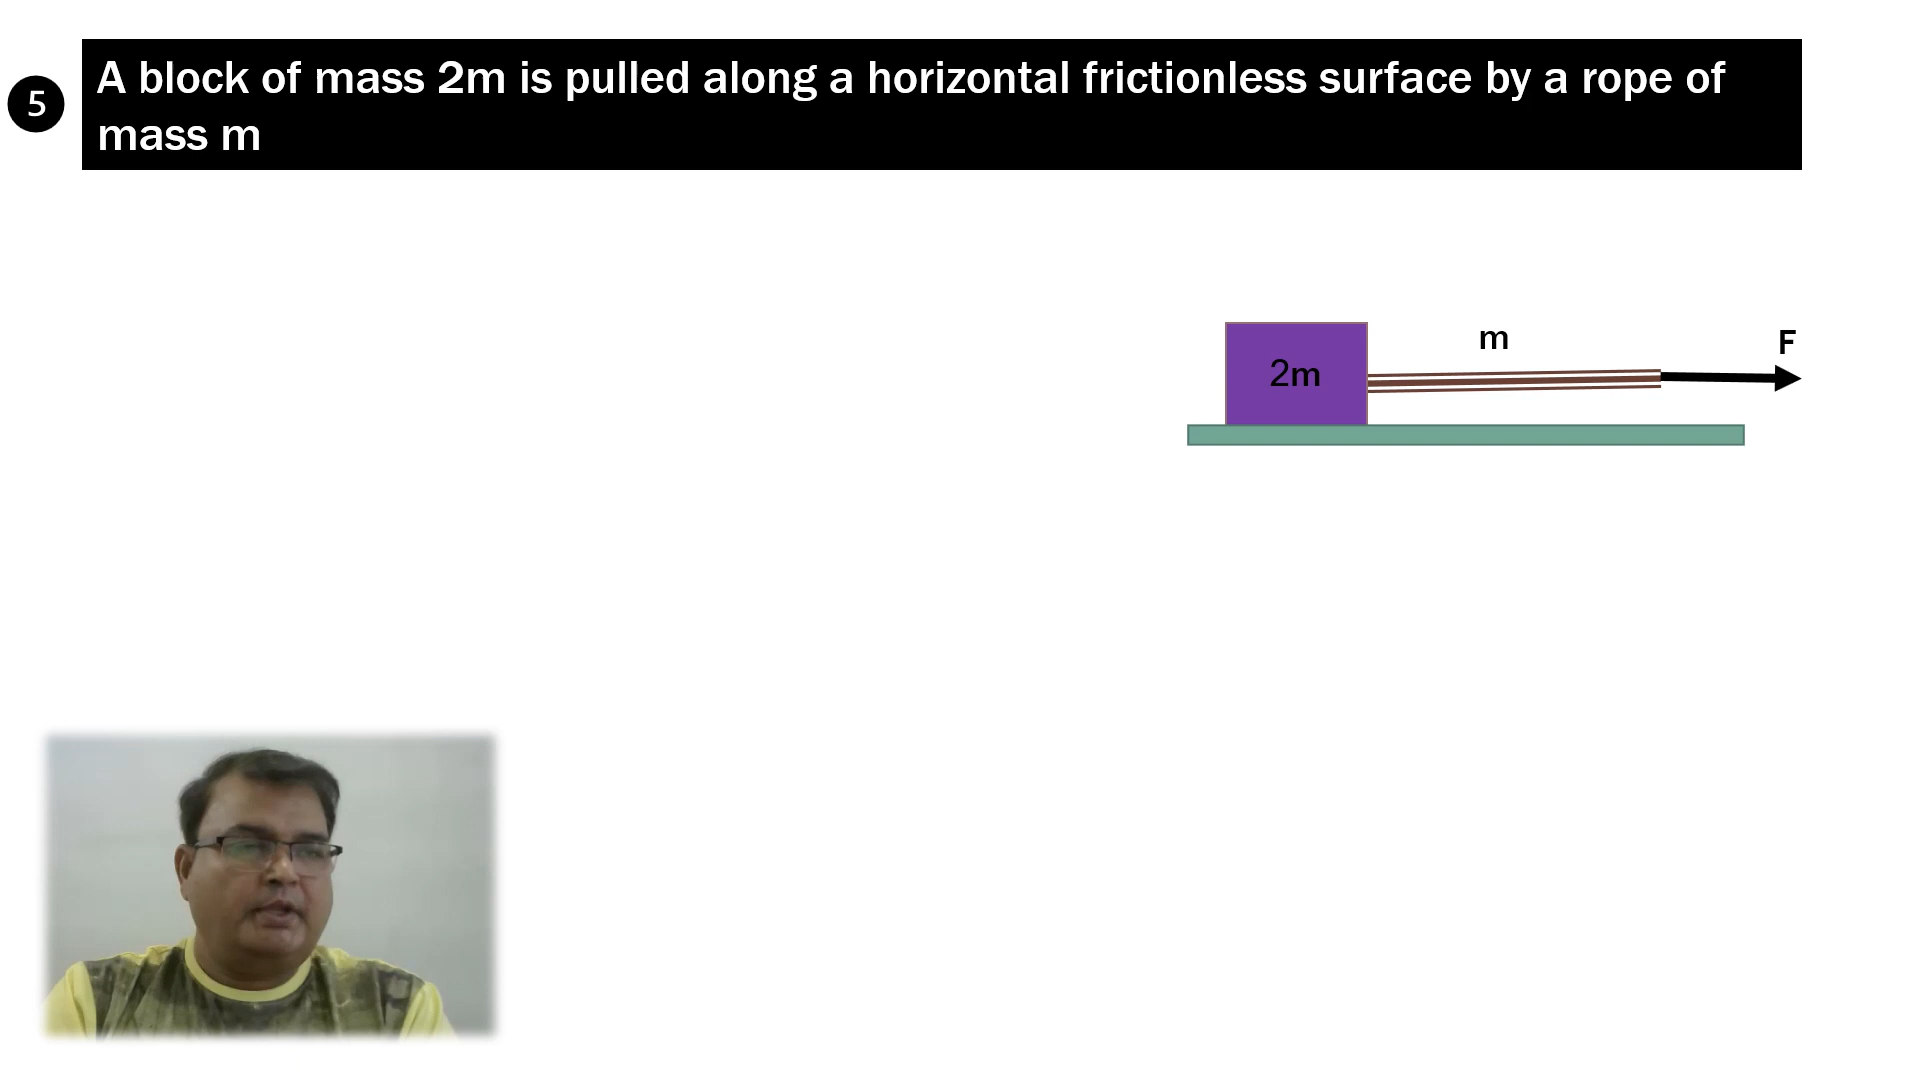 5
A block of mass 2m is pulled along a horizontal frictionless surface by a rope of
mass m
m
F
2m